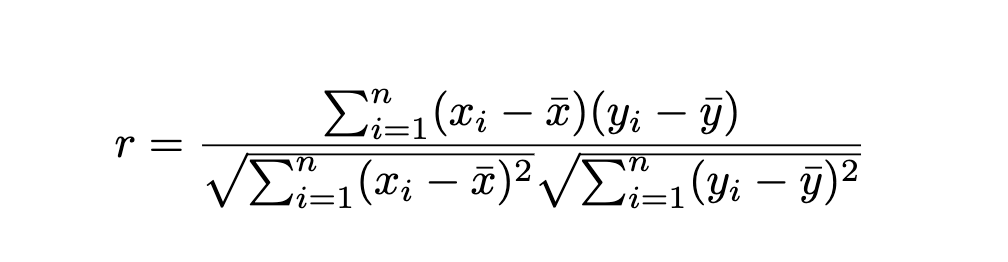 r = \frac{\sum_{i=1}^{n}(x_i - \bar{x})(y_i - \bar{y})}{\sqrt{\sum_{i=1}^{n}(x_i - \bar{x})^2}\sqrt{\sum_{i=1}^{n}(y_i - \bar{y})^2}}